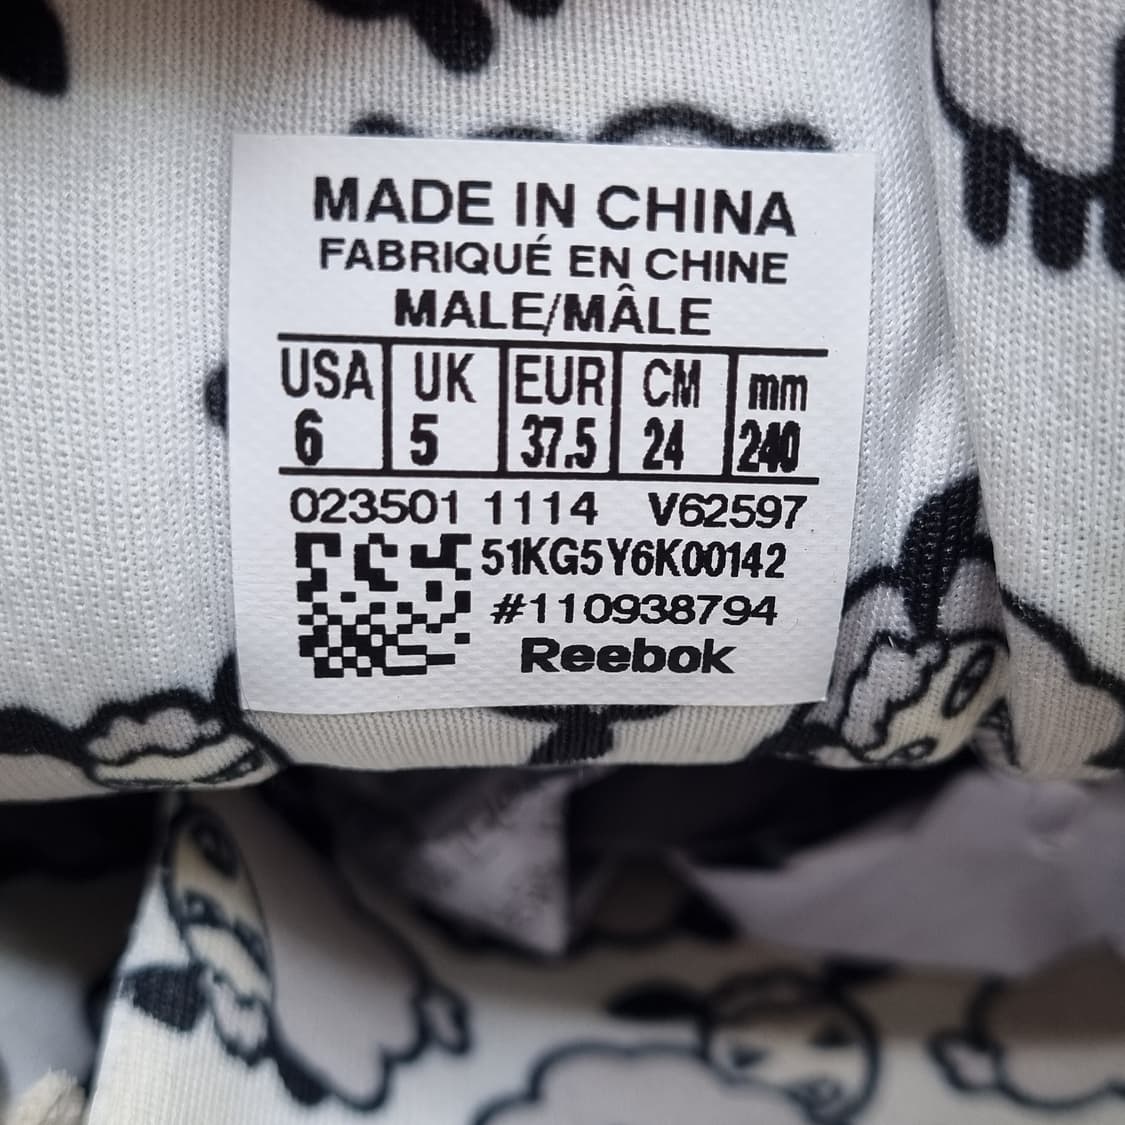 MADE IN CHINA
FABRIQUÉ EN CHINE
MALE/MÂLE
USA UK EUR CM mm
6 5 37.5 24 240
023501 1114 V62597
51KG5Y6K00142
#110938794
Reebok